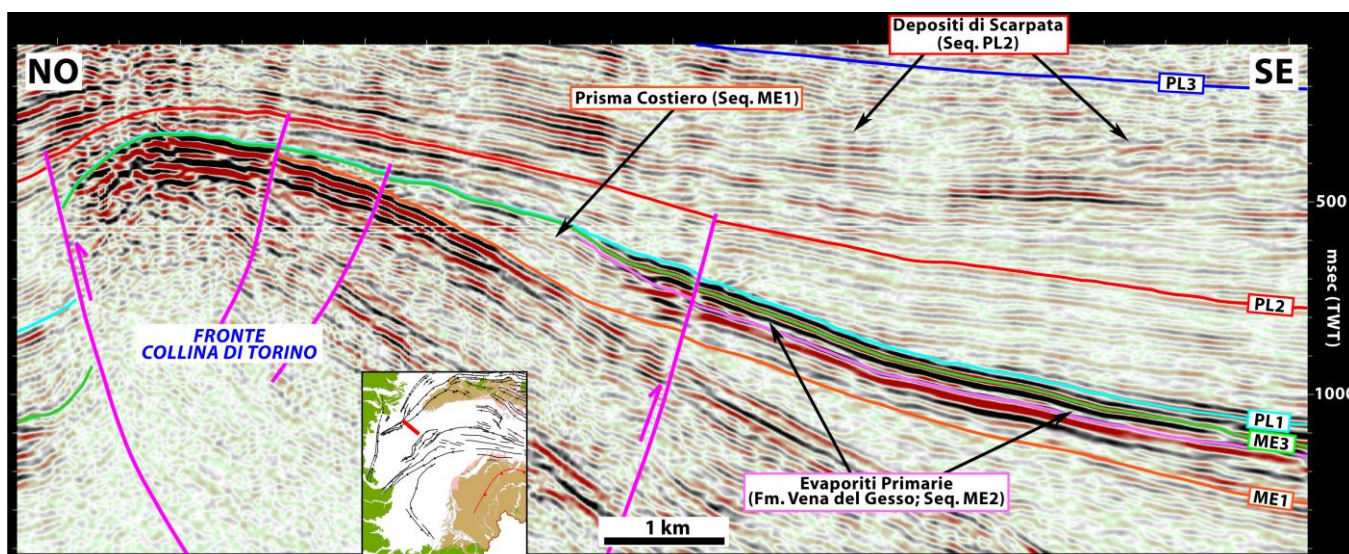 Depositi di Scarpata
(Seq. PL2)
NO
SE
PL3
Prisma Costiero (Seq. ME1)
500
msec (TWT)
PL2
FRONTE
COLLINA DI TORINO
1000
PL1
ME3
Evaporiti Primarie
(Fm. Vena del Gesso; Seq. ME2)
ME1
1 km